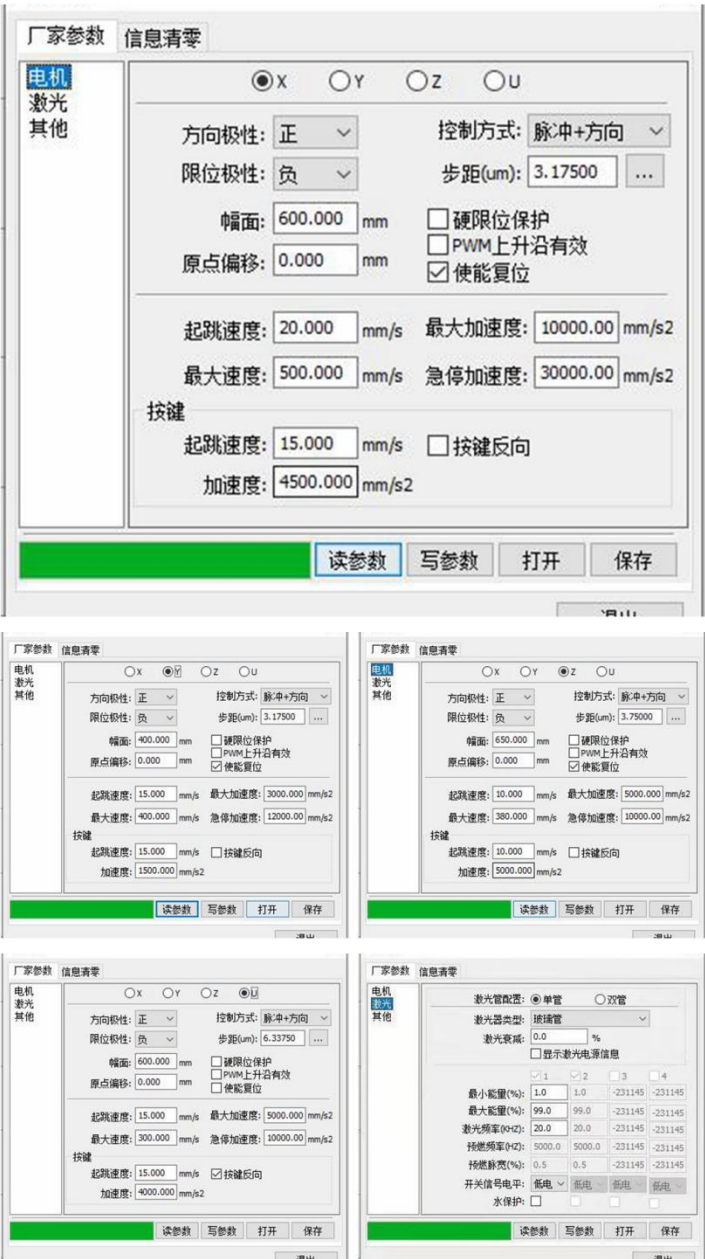 厂家参数 信息清零
电机
激光
其他
X Y Z U
方向极性: 正 控制方式: 脉冲+方向
限位极性: 负 步距(um): 3.17500 ...
幅面: 600.000 mm 硬限位保护
PWM上升沿有效
原点偏移: 0.000 mm 使能复位
起跳速度: 20.000 mm/s 最大加速度: 10000.00 mm/s2
最大速度: 500.000 mm/s 急停加速度: 30000.00 mm/s2
按键
起跳速度: 15.000 mm/s 按键反向
加速度: 4500.000 mm/s2
读参数 写参数 打开 保存
厂家参数 信息清零
电机
激光
其他
X Y Z U
方向极性: 正 控制方式: 脉冲+方向
限位极性: 负 步距(um): 3.17500 ...
幅面: 400.000 mm 硬限位保护
PWM上升沿有效
原点偏移: 0.000 mm 使能复位
起跳速度: 15.000 mm/s 最大加速度: 3000.000 mm/s2
最大速度: 400.000 mm/s 急停加速度: 12000.00 mm/s2
按键
起跳速度: 15.000 mm/s 按键反向
加速度: 1500.000 mm/s2
读参数 写参数 打开 保存
厂家参数 信息清零
电机
激光
其他
X Y Z U
方向极性: 正 控制方式: 脉冲+方向
限位极性: 负 步距(um): 3.75000 ...
幅面: 650.000 mm 硬限位保护
PWM上升沿有效
原点偏移: 0.000 mm 使能复位
起跳速度: 10.000 mm/s 最大加速度: 5000.000 mm/s2
最大速度: 380.000 mm/s 急停加速度: 10000.00 mm/s2
按键
起跳速度: 10.000 mm/s 按键反向
加速度: 5000.000 mm/s2
读参数 写参数 打开 保存
厂家参数 信息清零
电机
激光
其他
X Y Z U
方向极性: 正 控制方式: 脉冲+方向
限位极性: 负 步距(um): 6.33750 ...
幅面: 600.000 mm 硬限位保护
PWM上升沿有效
原点偏移: 0.000 mm 使能复位
起跳速度: 15.000 mm/s 最大加速度: 5000.000 mm/s2
最大速度: 300.000 mm/s 急停加速度: 10000.00 mm/s2
按键
起跳速度: 15.000 mm/s 按键反向
加速度: 4000.000 mm/s2
读参数 写参数 打开 保存
厂家参数 信息清零
电机
激光
其他
激光管配置: 单管 双管
激光器类型: 玻璃管
激光衰减: 0.0 %
显示激光电源信息
1 2 3 4
最小能量(%): 1.0 1.0 -231145 -231145
最大能量(%): 99.0 99.0 -231145 -231145
激光频率(KHZ): 20.0 20.0 -231145 -231145
预燃频率(HZ): 5000.0 5000.0 -231145 -231145
预燃脉宽(%): 0.5 0.5 -231145 -231145
开关信号电平: 低电 低电 低电 低电
水保护:
读参数 写参数 打开 保存